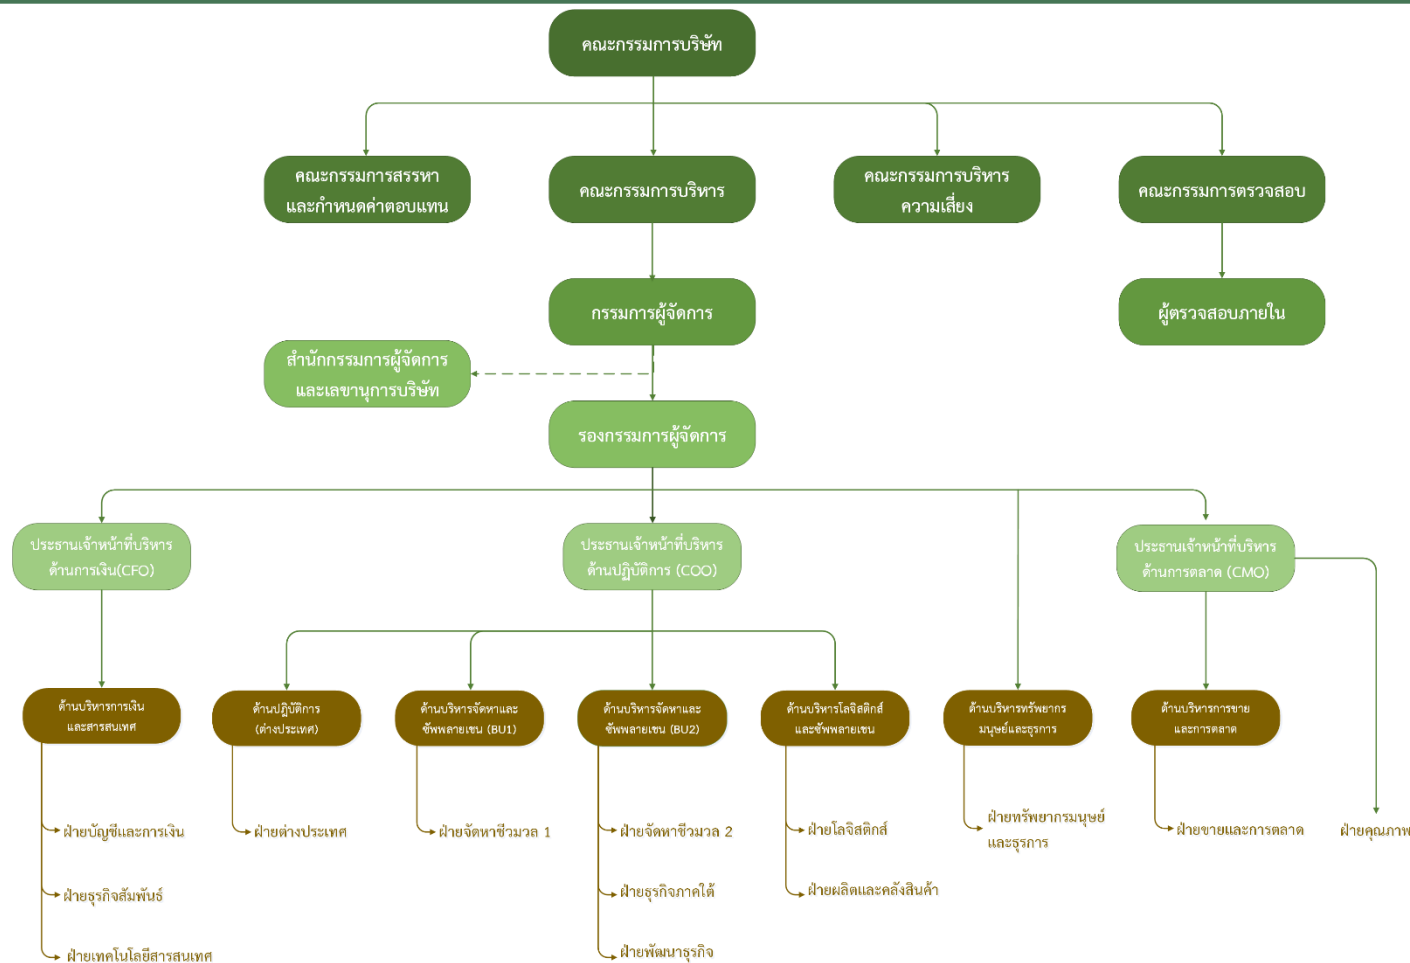 คณะกรรมการบริษัท
คณะกรรมการสรรหา
และกำหนดค่าตอบแทน
คณะกรรมการบริหาร
คณะกรรมการบริหาร
ความเสี่ยง
คณะกรรมการตรวจสอบ
กรรมการผู้จัดการ
ผู้ตรวจสอบภายใน
สำนักกรรมการผู้จัดการ
และเลขานุการบริษัท
รองกรรมการผู้จัดการ
ประธานเจ้าหน้าที่บริหาร
ด้านการเงิน(CFO)
ประธานเจ้าหน้าที่บริหาร
ด้านปฏิบัติการ (COO)
ประธานเจ้าหน้าที่บริหาร
ด้านการตลาด (CMO)
ด้านบริหารการเงิน
และสารสนเทศ
ด้านปฎิบัติการ
(ต่างประเทศ)
ด้านบริหารจัดหาและ
ซัพพลายเชน (BU1)
ด้านบริหารจัดหาและ
ซัพพลายเชน (BU2)
ด้านบริหารโลจิสติกส์
และซัพพลายเชน
ด้านบริหารทรัพยากร
มนุษย์และธุรการ
ด้านบริหารการขาย
และการตลาด
ฝ่ายบัญชีและการเงิน
ฝ่ายต่างประเทศ
ฝ่ายจัดหาชีวมวล 1
ฝ่ายจัดหาชีวมวล 2
ฝ่ายโลจิสติกส์
ฝ่ายทรัพยากรมนุษย์
และธุรการ
ฝ่ายขายและการตลาด
ฝ่ายคุณภาพ
ฝ่ายธุรกิจสัมพันธ์
ฝ่ายธุรกิจภาคใต้
ฝ่ายผลิตและคลังสินค้า
ฝ่ายเทคโนโลยีสารสนเทศ
ฝ่ายพัฒนาธุรกิจ